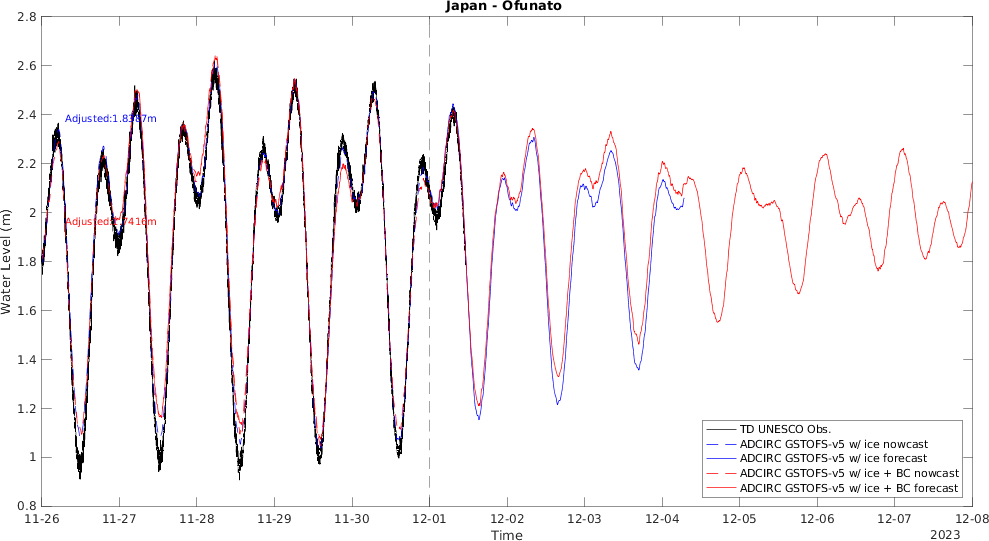 Japan - Ofunato
2.8
2.6
2.4
2.2
2
1.8
1.6
1.4
1.2
1
0.8
Water Level (m)
Adjusted:1.8387m
TD UNESCO Obs.
ADCIRC GSTOFS-v5 w/ ice nowcast
ADCIRC GSTOFS-v5 w/ ice forecast
ADCIRC GSTOFS-v5 w/ ice + BC nowcast
ADCIRC GSTOFS-v5 w/ ice + BC forecast
11-26 11-27 11-28 11-29 11-30 12-01 12-02 12-03 12-04 12-05 12-06 12-07 12-08
Time
2023